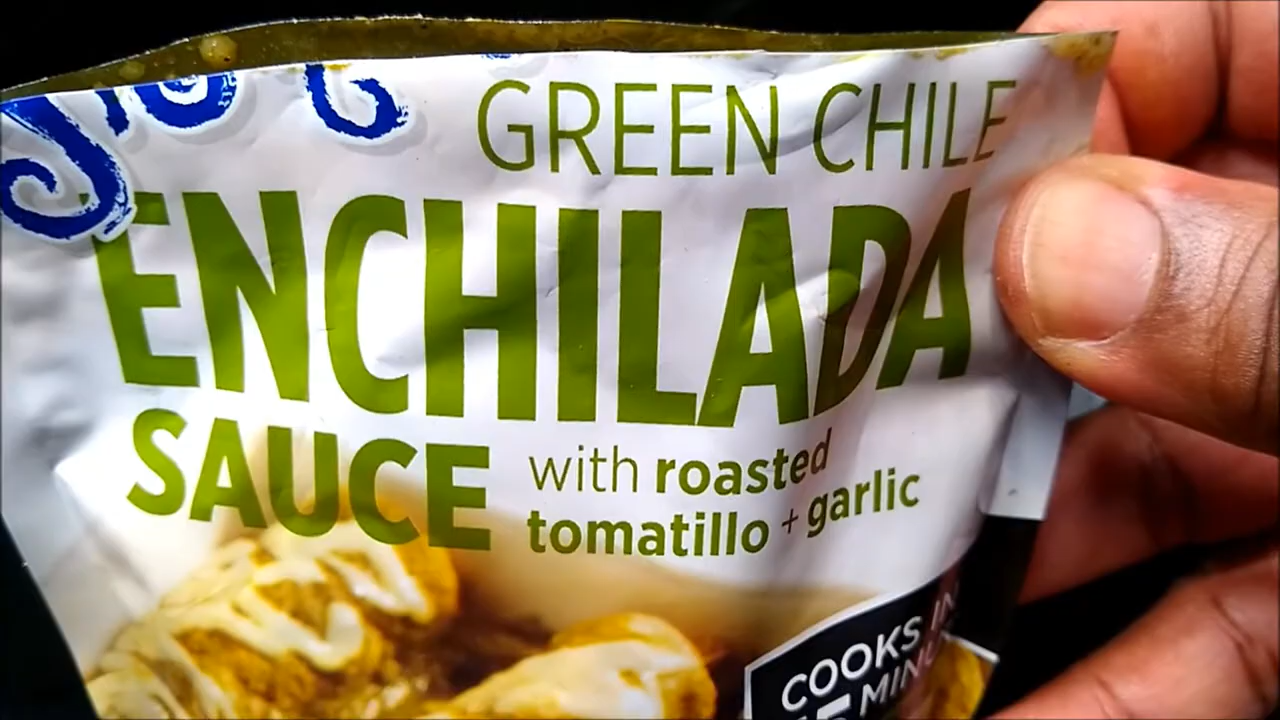 GREEN CHILE
ENCHILADA
SAUCE with roasted
tomatillo + garlic
COOKS IN